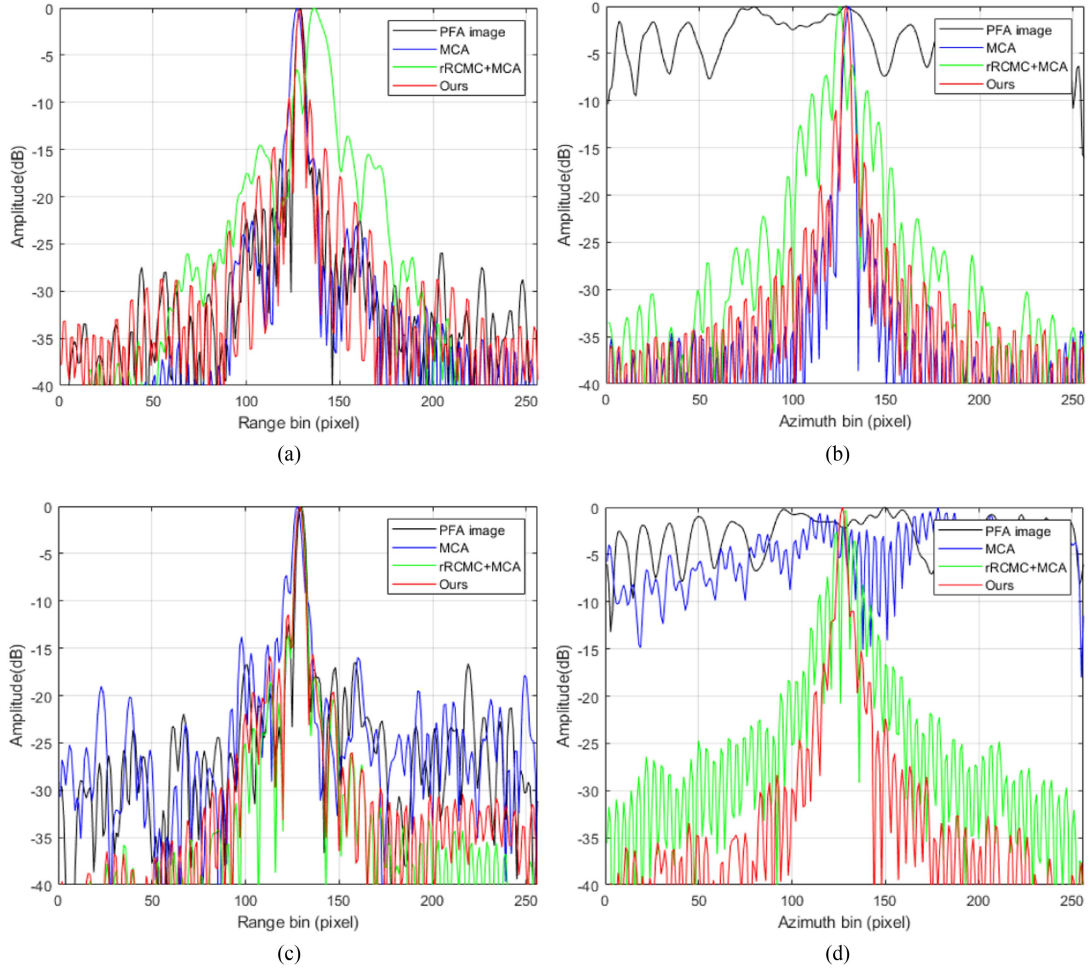 0
-5
-10
-15
-20
-25
-30
-35
-40
Amplitude(dB)
PFA image
MCA
rRCMC+MCA
Ours
0 50 100 150 200 250
Range bin (pixel)
(a)
0
-5
-10
-15
-20
-25
-30
-35
-40
Amplitude(dB)
PFA image
MCA
rRCMC+MCA
Ours
0 50 100 150 200 250
Azimuth bin (pixel)
(b)
0
-5
-10
-15
-20
-25
-30
-35
-40
Amplitude(dB)
PFA image
MCA
rRCMC+MCA
Ours
0 50 100 150 200 250
Range bin (pixel)
(c)
0
-5
-10
-15
-20
-25
-30
-35
-40
Amplitude(dB)
PFA image
MCA
rRCMC+MCA
Ours
0 50 100 150 200 250
Azimuth bin (pixel)
(d)